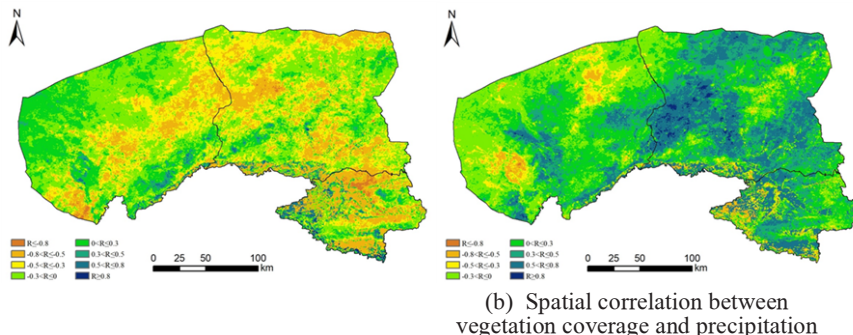 N
N
R≤-0.8
0<R≤0.3
-0.8<R≤-0.5
0.3<R≤0.5
-0.5<R≤-0.3
0.5<R≤0.8
-0.3<R≤0
R≥0.8
0 25 50 100
km
R≤-0.8
0<R≤0.3
-0.8<R≤-0.5
0.3<R≤0.5
-0.5<R≤-0.3
0.5<R≤0.8
-0.3<R≤0
R≥0.8
0 25 50 100
km
(b) Spatial correlation between
vegetation coverage and precipitation